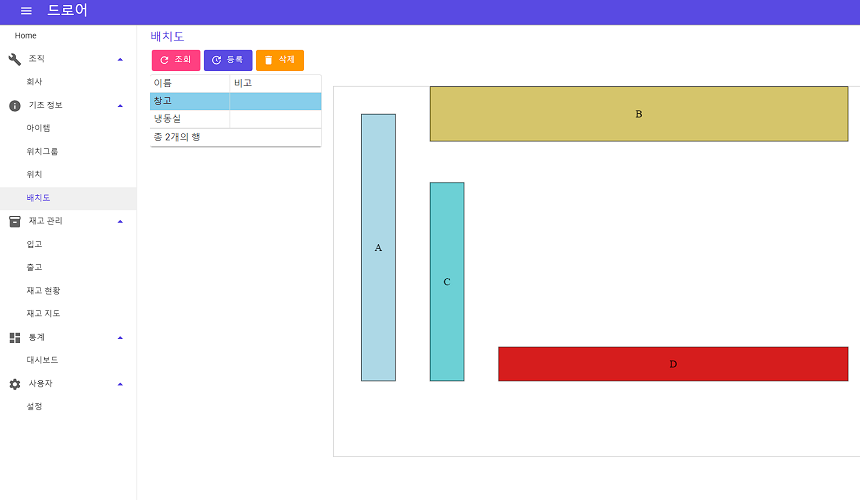 드로어
Home
조직
회사
기초 정보
아이템
위치그룹
위치
배치도
재고 관리
입고
출고
재고 현황
재고 지도
통계
대시보드
사용자
설정
배치도
조회 등록 삭제
이름 비고
창고
냉동실
총 2개의 행
B
A
C
D